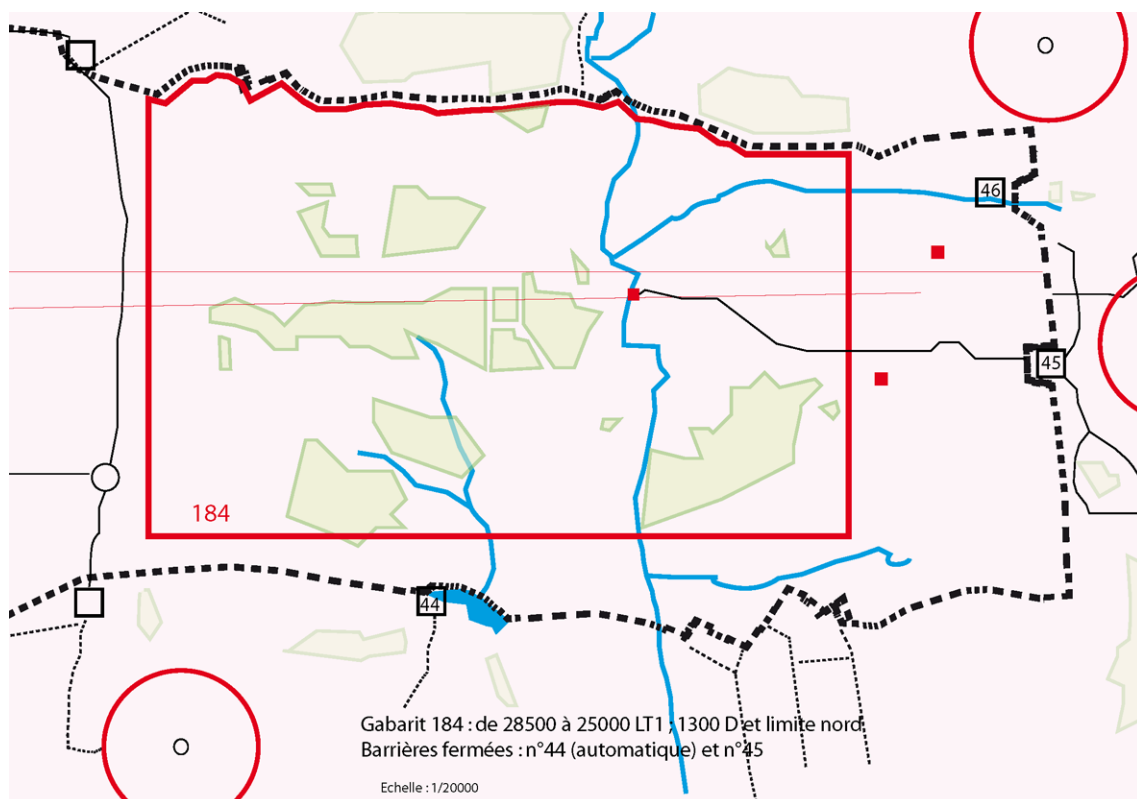 46
45
184
44
Gabarit 184 : de 28500 à 25000 LT1 ; 1300 D et limite nord
Barrières fermées : n°44 (automatique) et n°45
Echelle : 1/20000